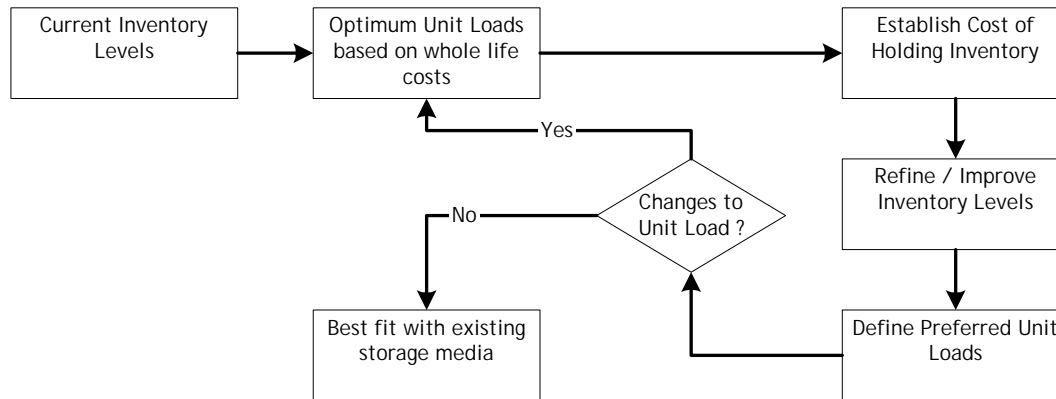 Current Inventory
Levels
Optimum Unit Loads
based on whole life
costs
Establish Cost of
Holding Inventory
Yes
Refine / Improve
Inventory Levels
Changes to
Unit Load ?
No
Best fit with existing
storage media
Define Preferred Unit
Loads